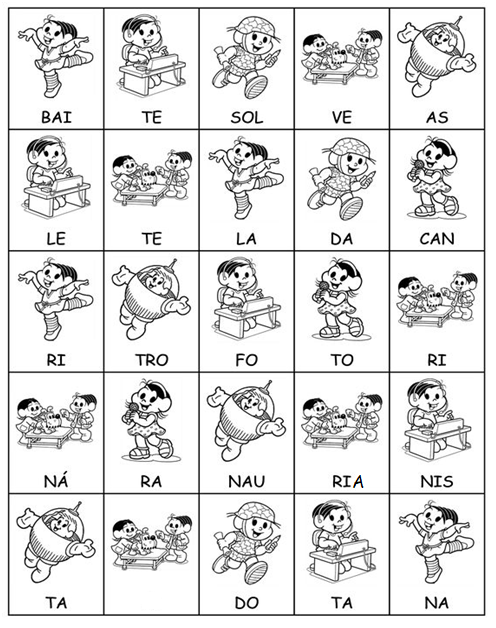 BAI TE SOL VE AS
LE TE LA DA CAN
RI TRO FO TO RI
NÁ RA NAU RIA NIS
TA DO TA NA